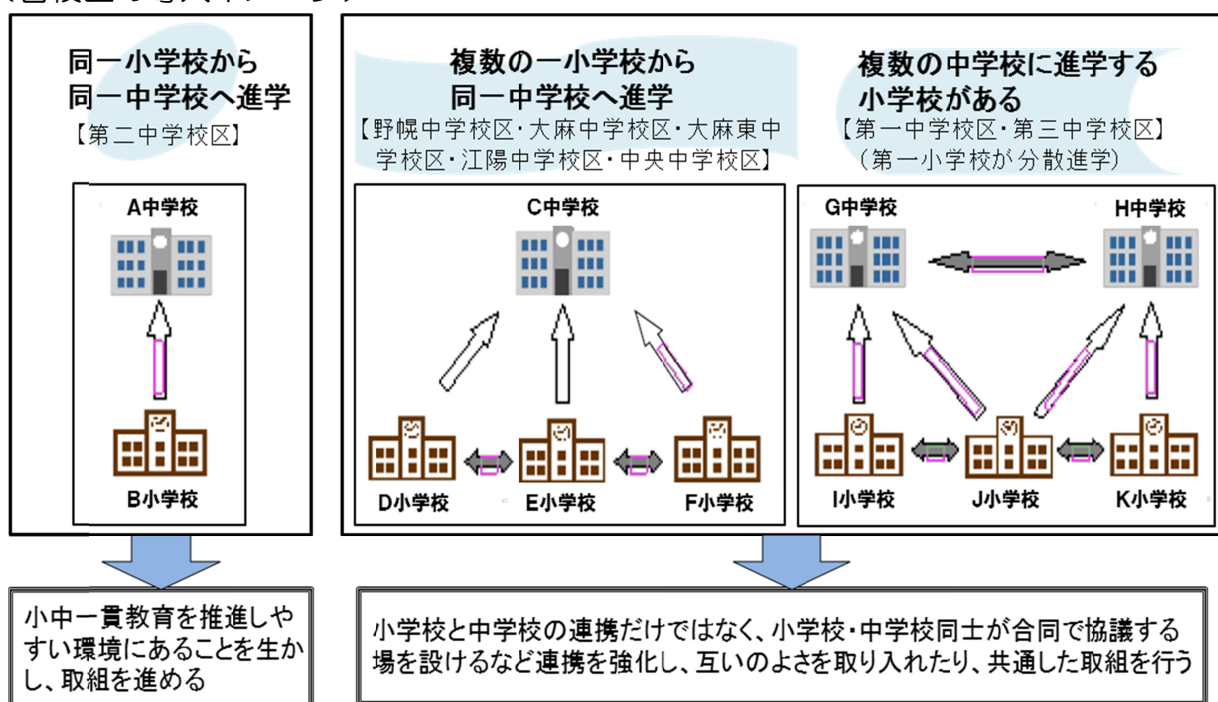 同一小学校から
同一中学校へ進学
【第二中学校区】
A中学校
B小学校
小中一貫教育を推進しや
すい環境にあることを生か
し、取組を進める
複数の一小学校から
同一中学校へ進学
【野幌中学校区・大麻中学校区・大麻東中
学校区・江陽中学校区・中央中学校区】
C中学校
D小学校
E小学校
F小学校
複数の中学校に進学する
小学校がある
【第一中学校区・第三中学校区】
(第一小学校が分散進学)
G中学校
H中学校
I小学校
J小学校
K小学校
小学校と中学校の連携だけではなく、小学校・中学校同士が合同で協議する
場を設けるなど連携を強化し、互いのよさを取り入れたり、共通した取組を行う